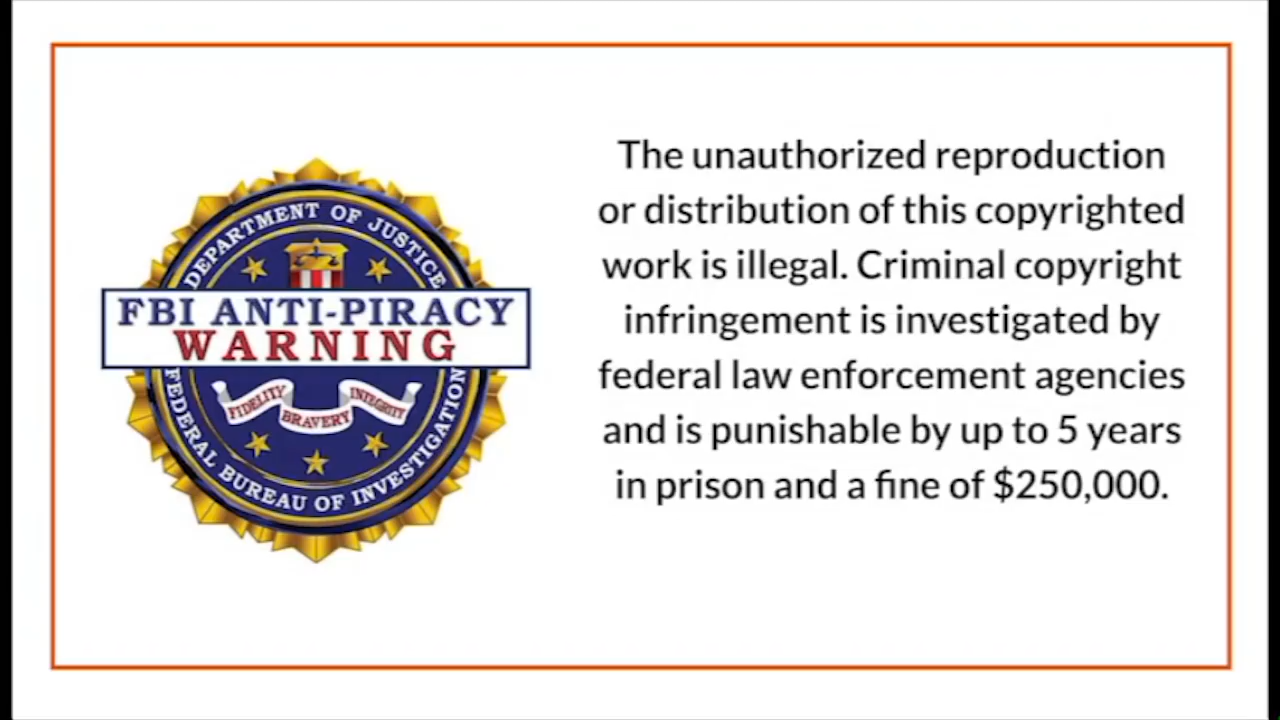 DEPARTMENT OF JUSTICE
FBI ANTI-PIRACY
WARNING
FIDELITY
BRAVERY
INTEGRITY
FEDERAL BUREAU OF INVESTIGATION
The unauthorized reproduction
or distribution of this copyrighted
work is illegal. Criminal copyright
infringement is investigated by
federal law enforcement agencies
and is punishable by up to 5 years
in prison and a fine of $250,000.